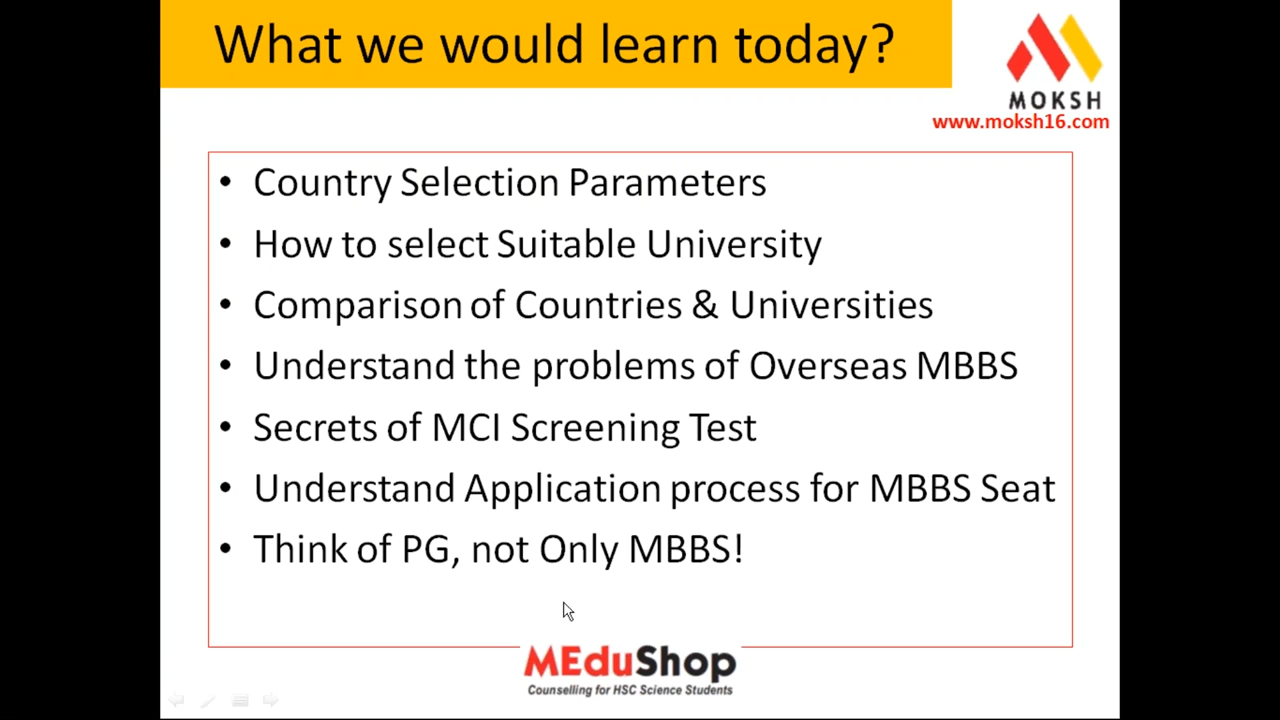 What we would learn today?
MOKSH
www.moksh16.com
• Country Selection Parameters
• How to select Suitable University
• Comparison of Countries & Universities
• Understand the problems of Overseas MBBS
• Secrets of MCI Screening Test
• Understand Application process for MBBS Seat
• Think of PG, not Only MBBS!
MEduShop
Counselling for HSC Science Students